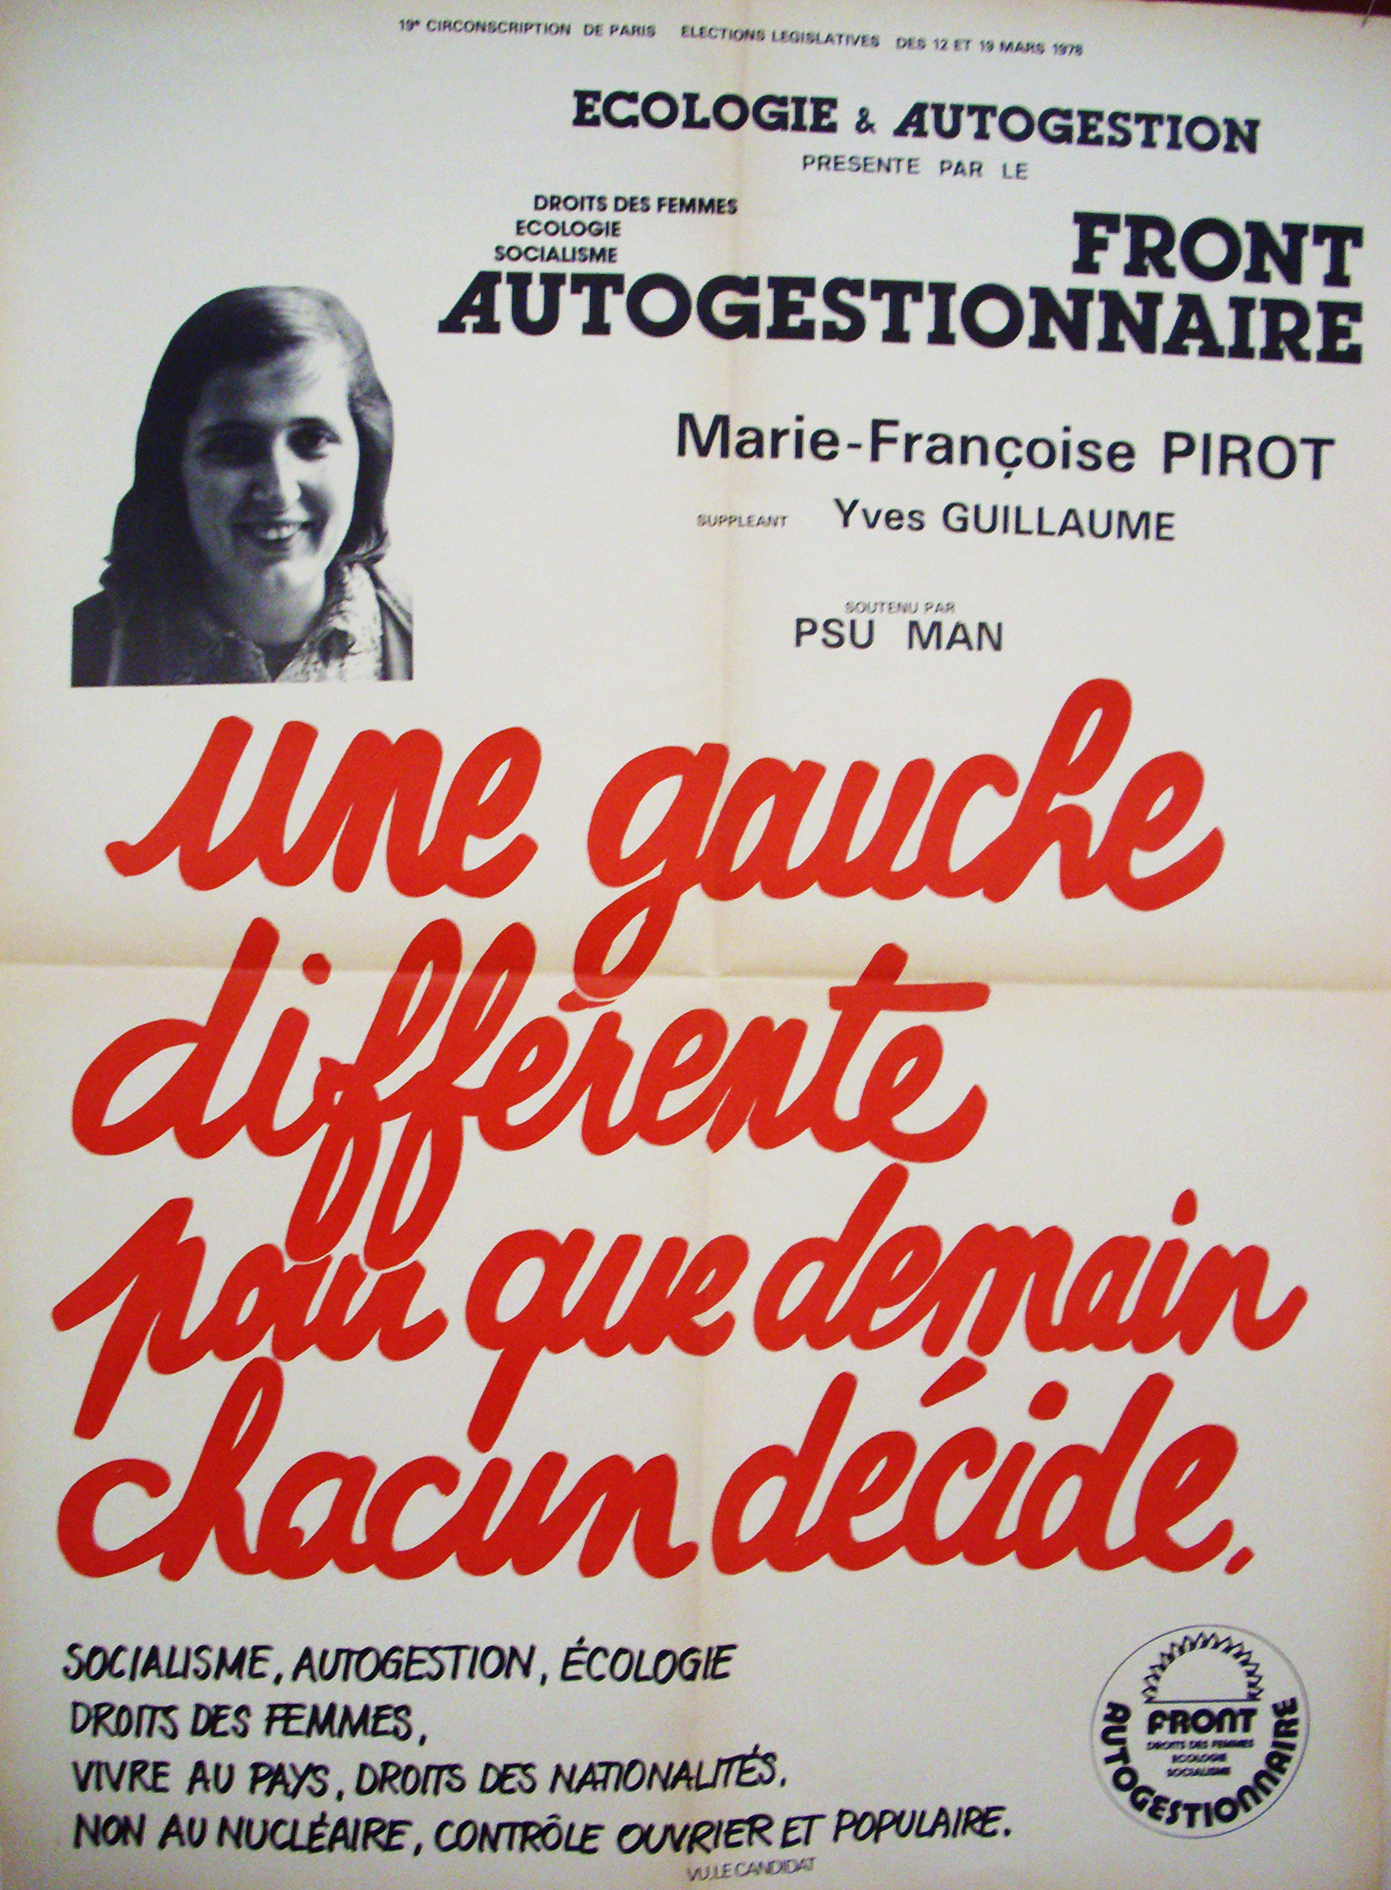 19e CIRCONSCRIPTION DE PARIS ELECTIONS LEGISLATIVES DES 12 ET 19 MARS 1978
ECOLOGIE & AUTOGESTION
PRESENTE PAR LE
DROITS DES FEMMES
ECOLOGIE
SOCIALISME
FRONT
AUTOGESTIONNAIRE
Marie-Françoise PIROT
SUPPLEANT Yves GUILLAUME
SOUTENU PAR
PSU MAN
une gauche
différente
pour que demain
chacun décide.
SOCIALISME, AUTOGESTION, ÉCOLOGIE
DROITS DES FEMMES,
VIVRE AU PAYS, DROITS DES NATIONALITÉS,
NON AU NUCLÉAIRE, CONTRÔLE OUVRIER ET POPULAIRE.
FRONT
DROITS DES FEMMES
ECOLOGIE
SOCIALISME
AUTOGESTIONNAIRE
VU, LE CANDIDAT